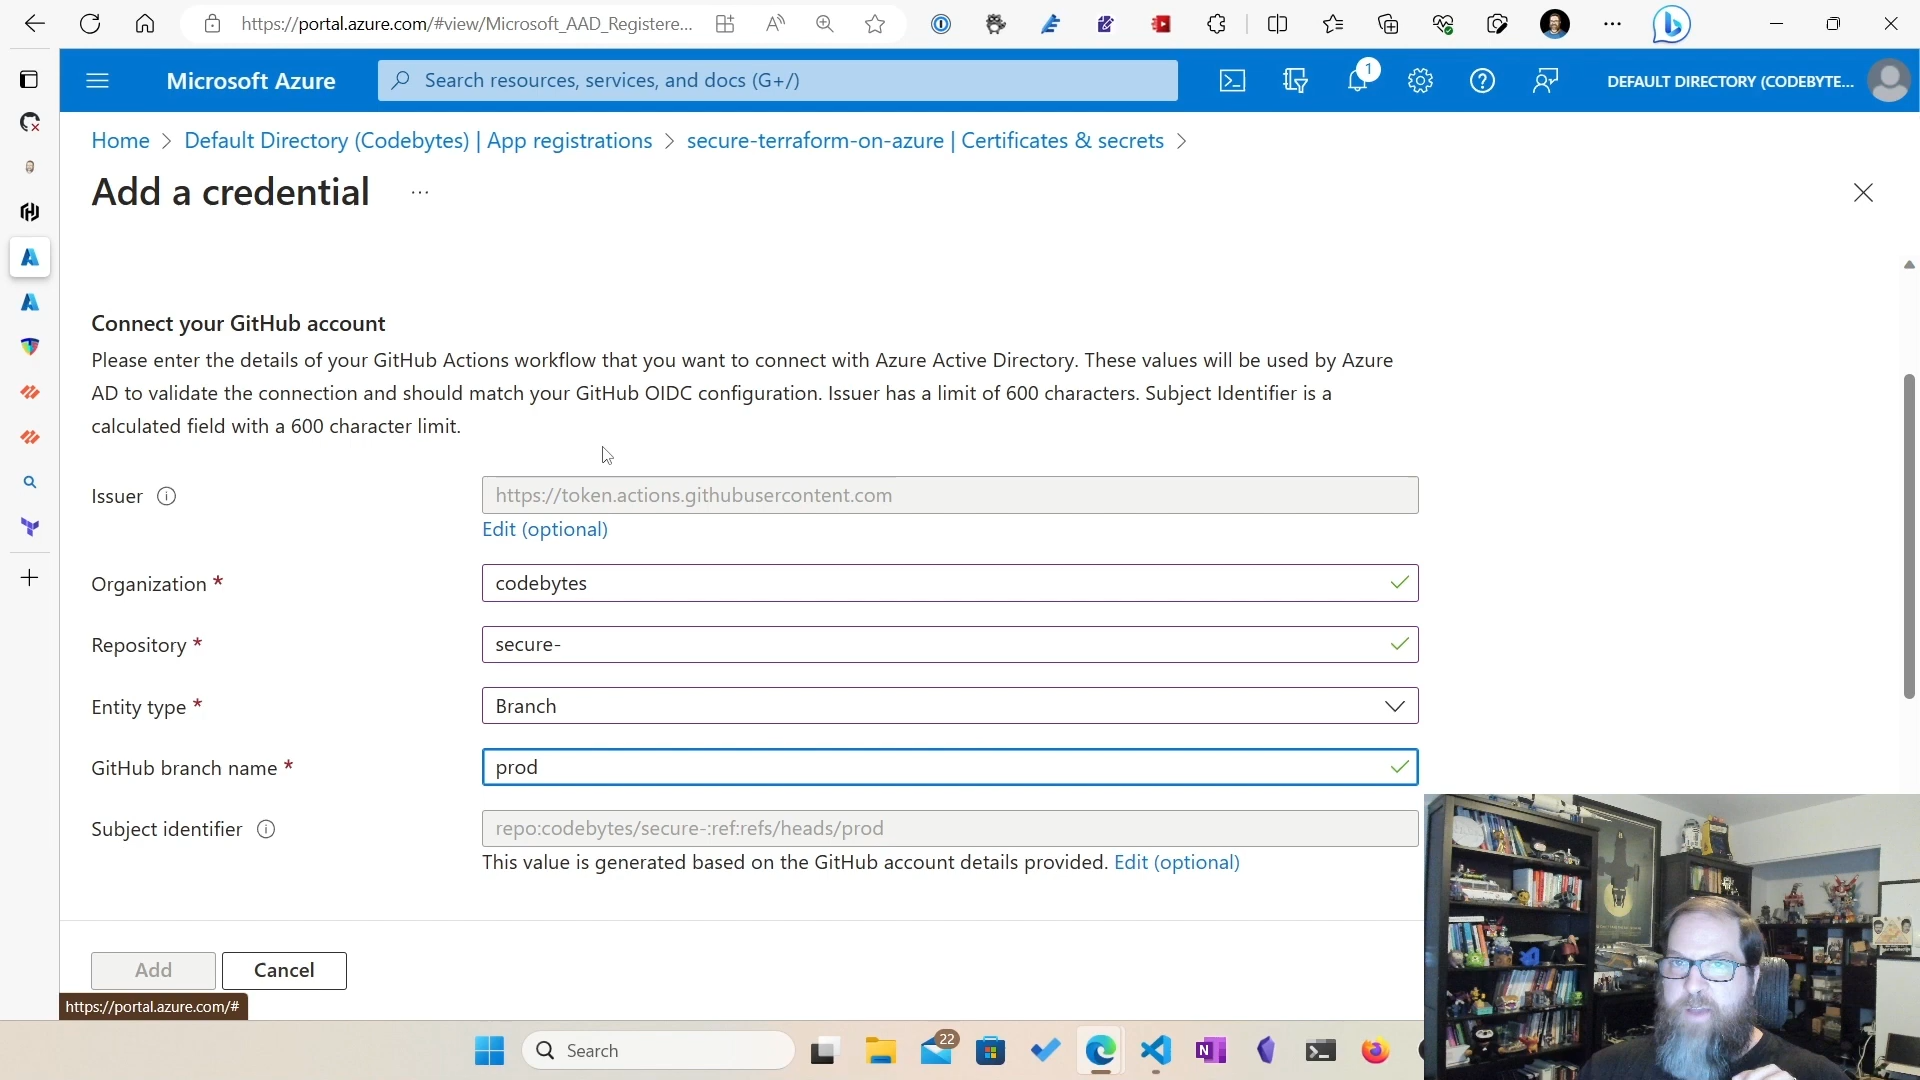 https://portal.azure.com/#view/Microsoft_AAD_Registere...
Microsoft Azure
Search resources, services, and docs (G+/)
1
DEFAULT DIRECTORY (CODEBYTE...
Home > Default Directory (Codebytes) | App registrations > secure-terraform-on-azure | Certificates & secrets >
Add a credential ...
Connect your GitHub account
Please enter the details of your GitHub Actions workflow that you want to connect with Azure Active Directory. These values will be used by Azure
AD to validate the connection and should match your GitHub OIDC configuration. Issuer has a limit of 600 characters. Subject Identifier is a
calculated field with a 600 character limit.
Issuer
https://token.actions.githubusercontent.com
Edit (optional)
Organization *
codebytes
Repository *
secure-
Entity type *
Branch
GitHub branch name *
prod
Subject identifier
repo:codebytes/secure-:ref:refs/heads/prod
This value is generated based on the GitHub account details provided. Edit (optional)
Add
Cancel
https://portal.azure.com/#
Search
22